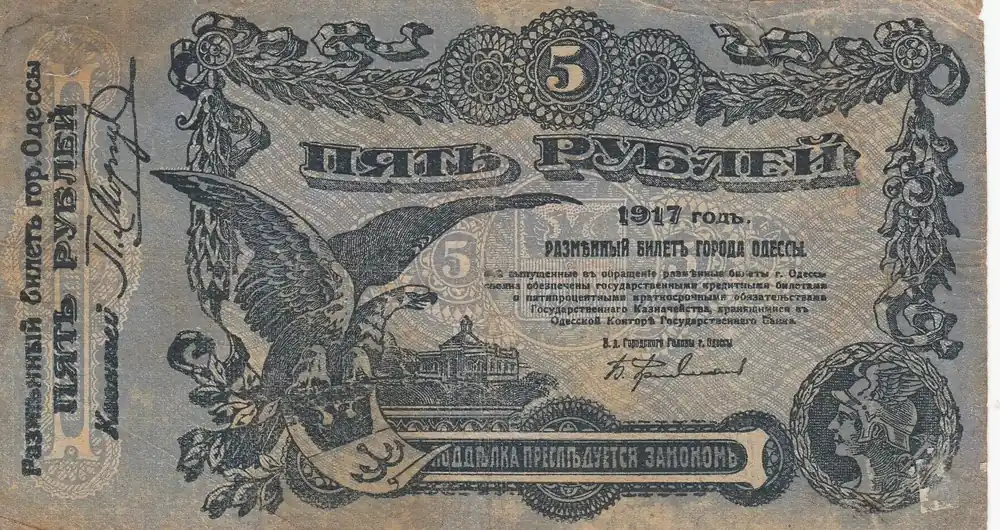 Размѣнный билетъ гор. Одессы
ПЯТЬ РУБЛЕЙ
Кассиръ
5
ПЯТЬ РУБЛЕЙ
1917 годъ.
РАЗМѢННЫЙ БИЛЕТЪ ГОРОДА ОДЕССЫ
выпущенные въ обращеніе размѣнные билеты г. Одессы
обезпечены государственными кредитными билетами
и пятипроцентными краткосрочными обязательствами
Государственнаго Казначейства, хранящимися въ
Одесской Конторѣ Государственнаго Банка.
В. д. Городского Головы г. Одессы
5
ПОДДѢЛКА ПРЕСЛѢДУЕТСЯ ЗАКОНОМЪ